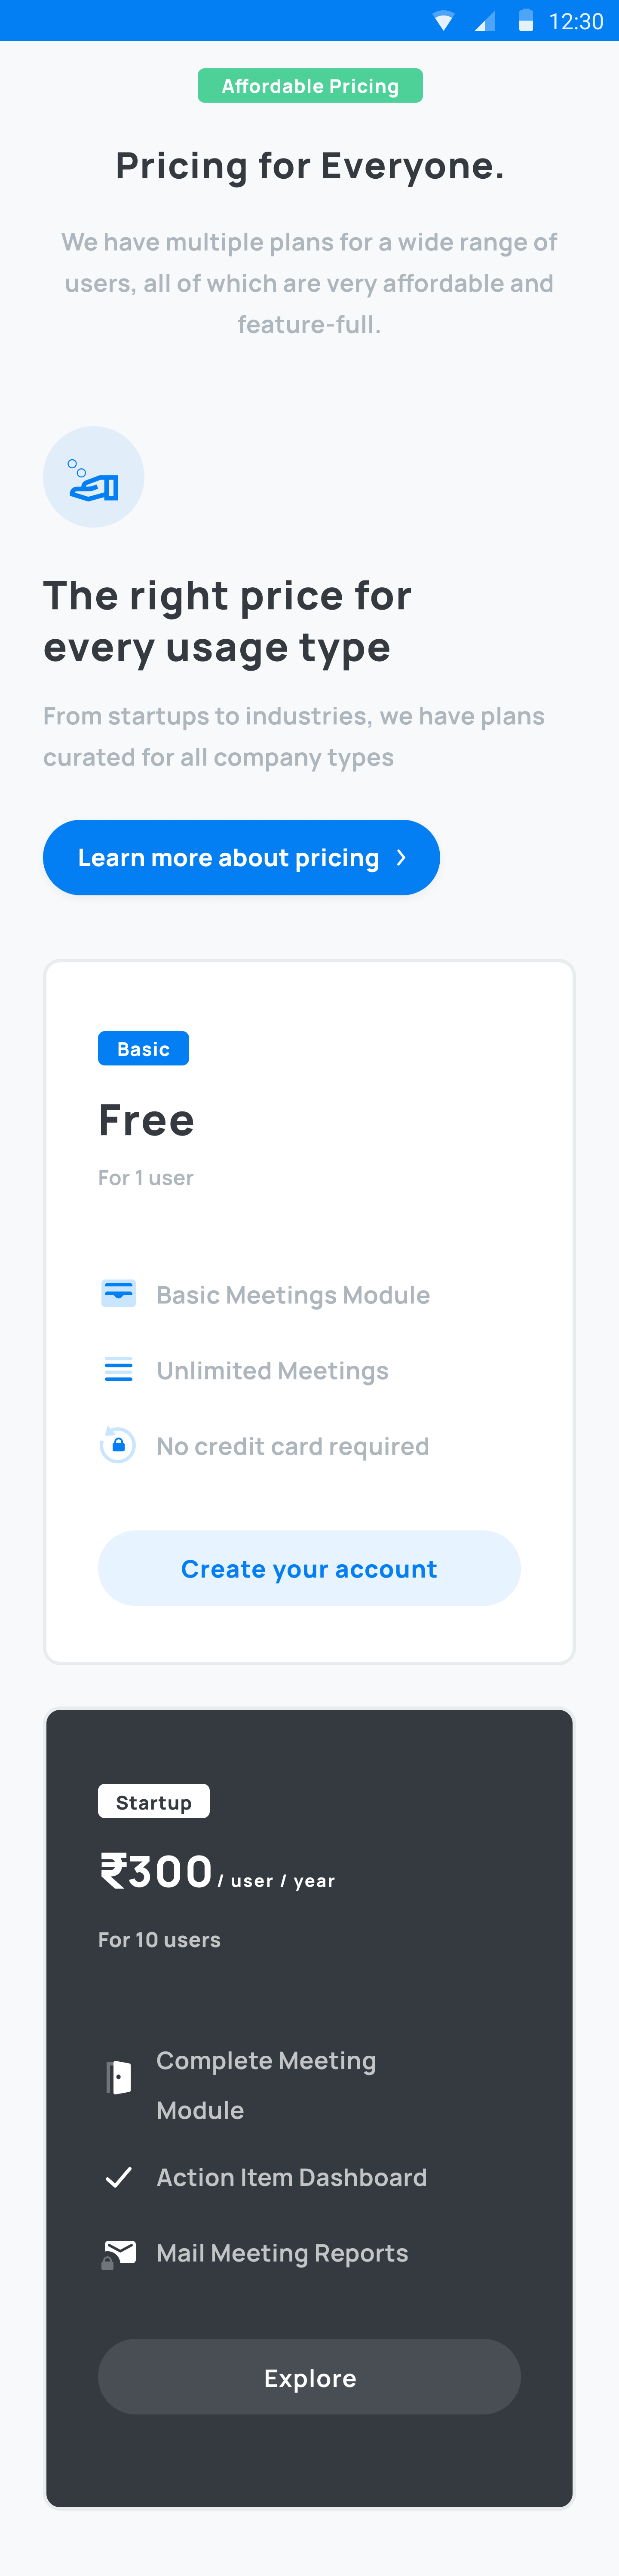 12:30
Affordable Pricing
Pricing for Everyone.
We have multiple plans for a wide range of
users, all of which are very affordable and
feature-full.
The right price for
every usage type
From startups to industries, we have plans
curated for all company types
Learn more about pricing
Basic
Free
For 1 user
Basic Meetings Module
Unlimited Meetings
No credit card required
Create your account
Startup
₹300 / user / year
For 10 users
Complete Meeting
Module
Action Item Dashboard
Mail Meeting Reports
Explore